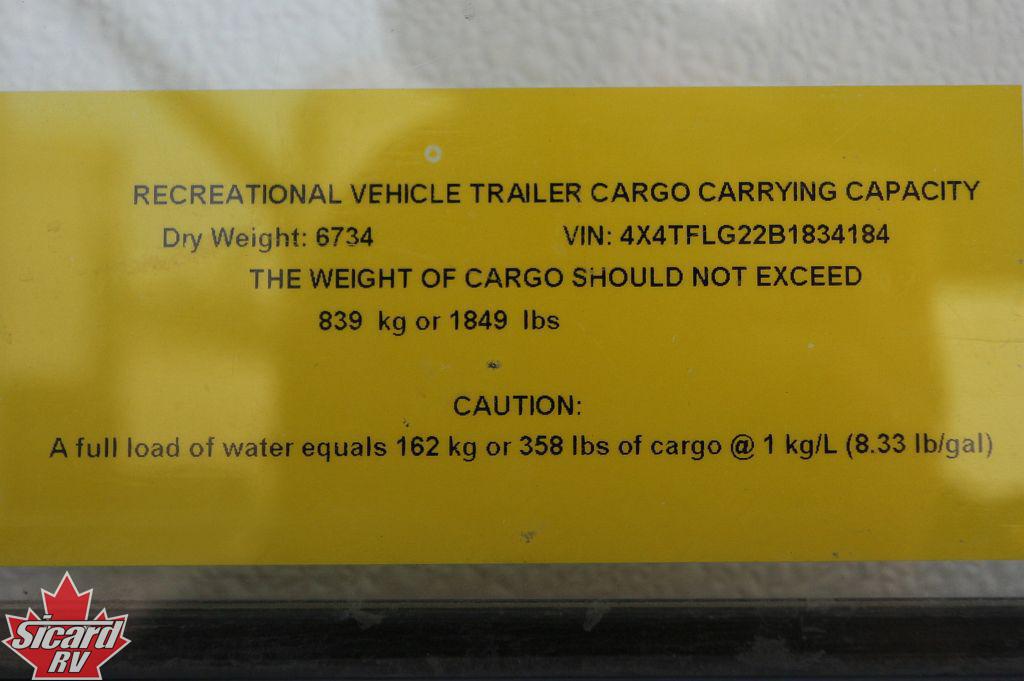 RECREATIONAL VEHICLE TRAILER CARGO CARRYING CAPACITY
Dry Weight: 6734 VIN: 4X4TFLG22B1834184
THE WEIGHT OF CARGO SHOULD NOT EXCEED
839 kg or 1849 lbs
CAUTION:
A full load of water equals 162 kg or 358 lbs of cargo @ 1 kg/L (8.33 lb/gal)
Sicard
RV